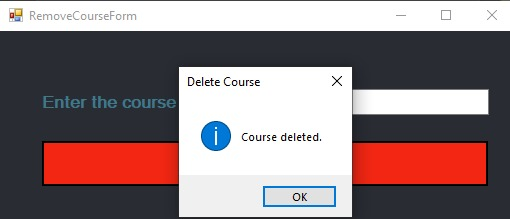 RemoveCourseForm
Delete Course
Enter the course
Course deleted.
OK